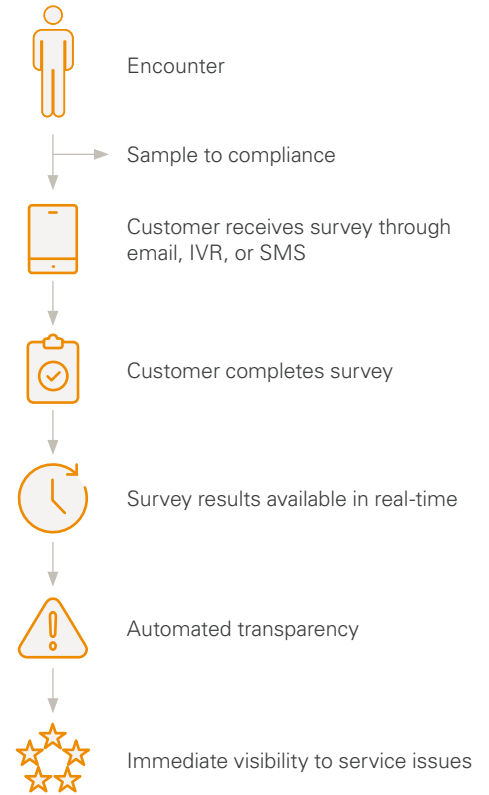 Encounter
Sample to compliance
Customer receives survey through
email, IVR, or SMS
Customer completes survey
Survey results available in real-time
Automated transparency
Immediate visibility to service issues